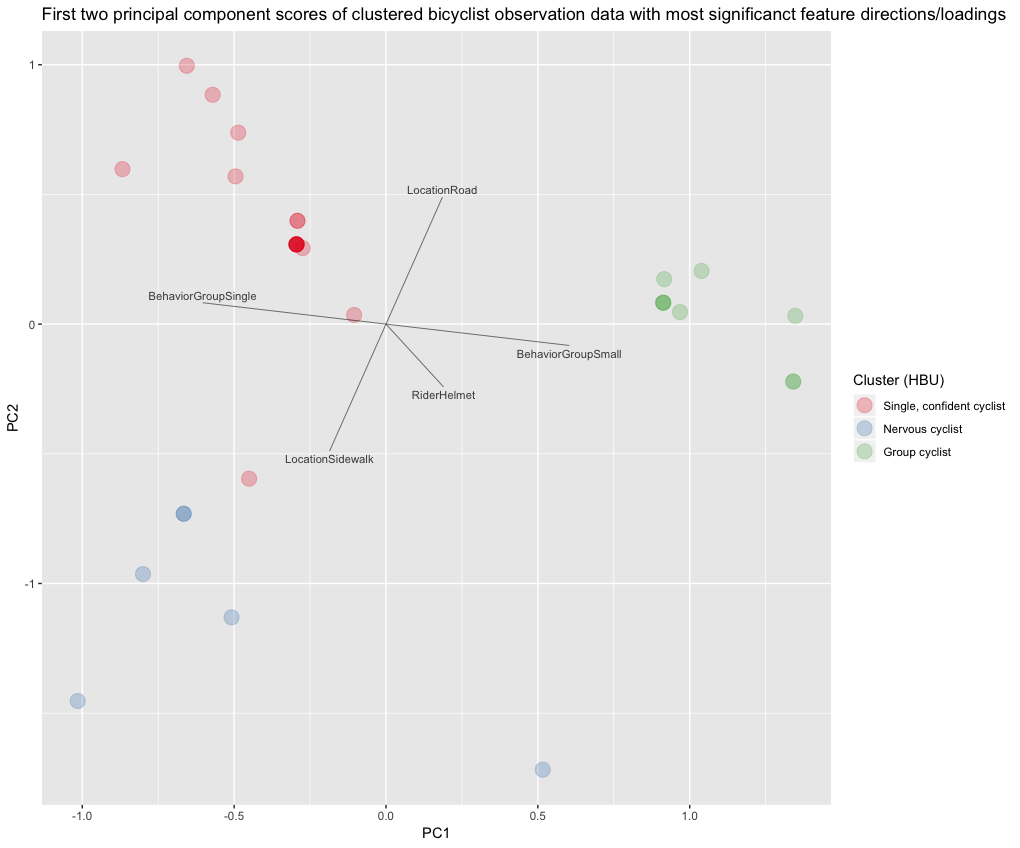 First two principal component scores of clustered bicyclist observation data with most significanct feature directions/loadings
1
0
-1
PC2
LocationRoad
BehaviorGroupSingle
BehaviorGroupSmall
RiderHelmet
LocationSidewalk
-1.0
-0.5
0.0
0.5
1.0
PC1
Cluster (HBU)
Single, confident cyclist
Nervous cyclist
Group cyclist